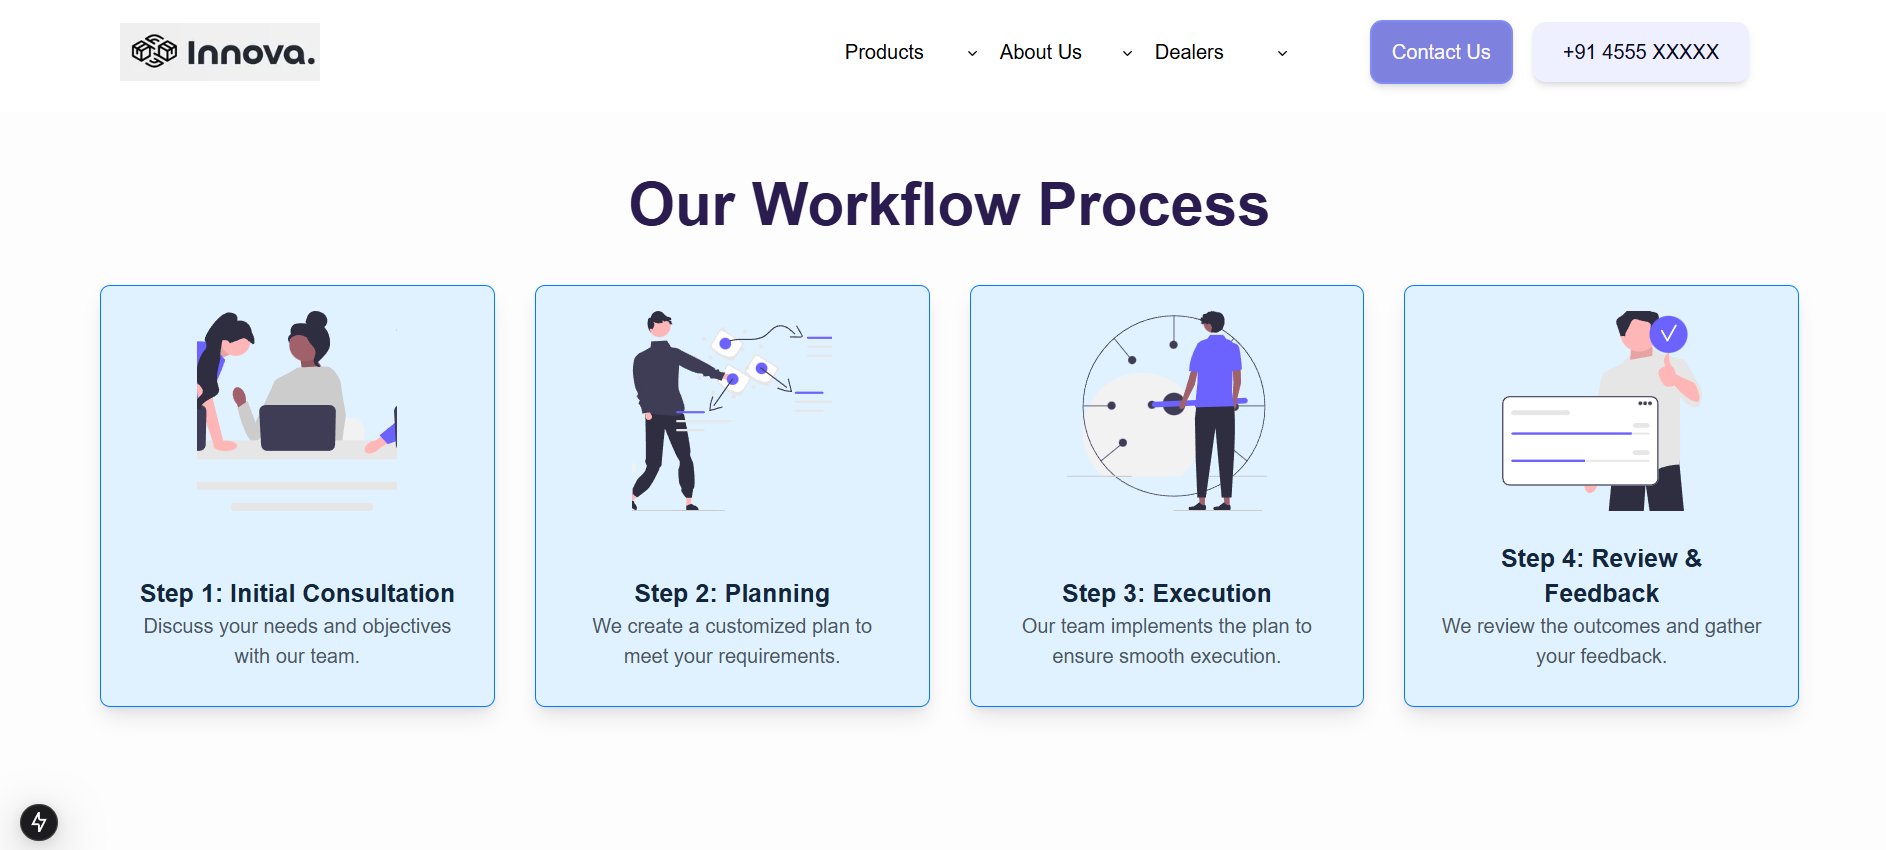 Innova.
Products
About Us
Dealers
Contact Us
+91 4555 XXXXX
Our Workflow Process
Step 1: Initial Consultation
Discuss your needs and objectives
with our team.
Step 2: Planning
We create a customized plan to
meet your requirements.
Step 3: Execution
Our team implements the plan to
ensure smooth execution.
Step 4: Review &
Feedback
We review the outcomes and gather
your feedback.